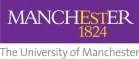 MANCHEStER
1824
The University of Manchester